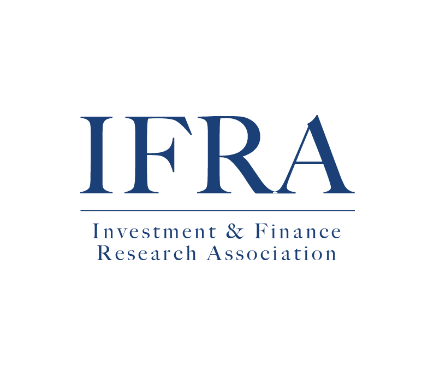 IFRA
Investment & Finance
Research Association